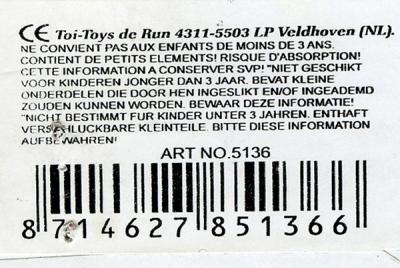 CE Toi-Toys de Run 4311-5503 LP Veldhoven (NL).
NE CONVIENT PAS AUX ENFANTS DE MOINS DE 3 ANS.
CONTIENT DE PETITS ELEMENTS! RISQUE D'ABSORPTION!
CETTE INFORMATION A CONSERVER SVP! "NIET GESCHIKT
VOOR KINDEREN JONGER DAN 3 JAAR. BEVAT KLEINE
ONDERDELEN DIE DOOR HEN INGESLIKT EN/OF INGEADEMD
ZOUDEN KUNNEN WORDEN. BEWAAR DEZE INFORMATIE!
"NICHT BESTIMMT FUR KINDER UNTER 3 JAHREN. ENTHÄFT
VERSCHLUCKBARE KLEINTEILE. BITTE DIESE INFORMATION
AUFBEWAHREN!
ART NO.5136
8 714627 851366